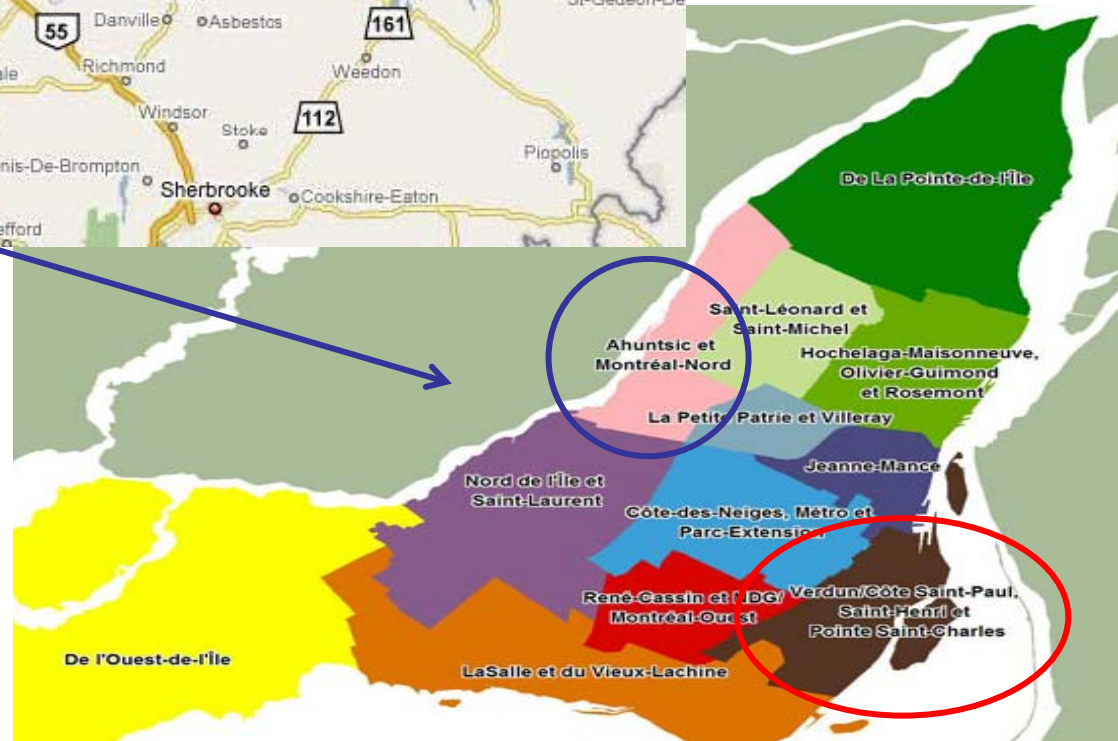 55
Danville
Asbestos
161
Richmond
Weedon
Windsor
Stoke
112
nis-De-Brompton
Piopolis
Sherbrooke
Cookshire-Eaton
efford
De La Pointe-de-l'Île
Saint-Léonard et
Saint-Michel
Ahuntsic et
Montréal-Nord
Hochelaga-Maisonneuve,
Olivier-Guimond
et Rosemont
La Petite Patrie et Villeray
Jeanne-Mance
Nord de l'Île et
Saint-Laurent
Côte-des-Neiges, Métro et
Parc-Extension
René-Cassin et NDG/
Montréal-Ouest
Verdun/Côte Saint-Paul,
Saint-Henri et
Pointe Saint-Charles
De l'Ouest-de-l'Île
LaSalle et du Vieux-Lachine